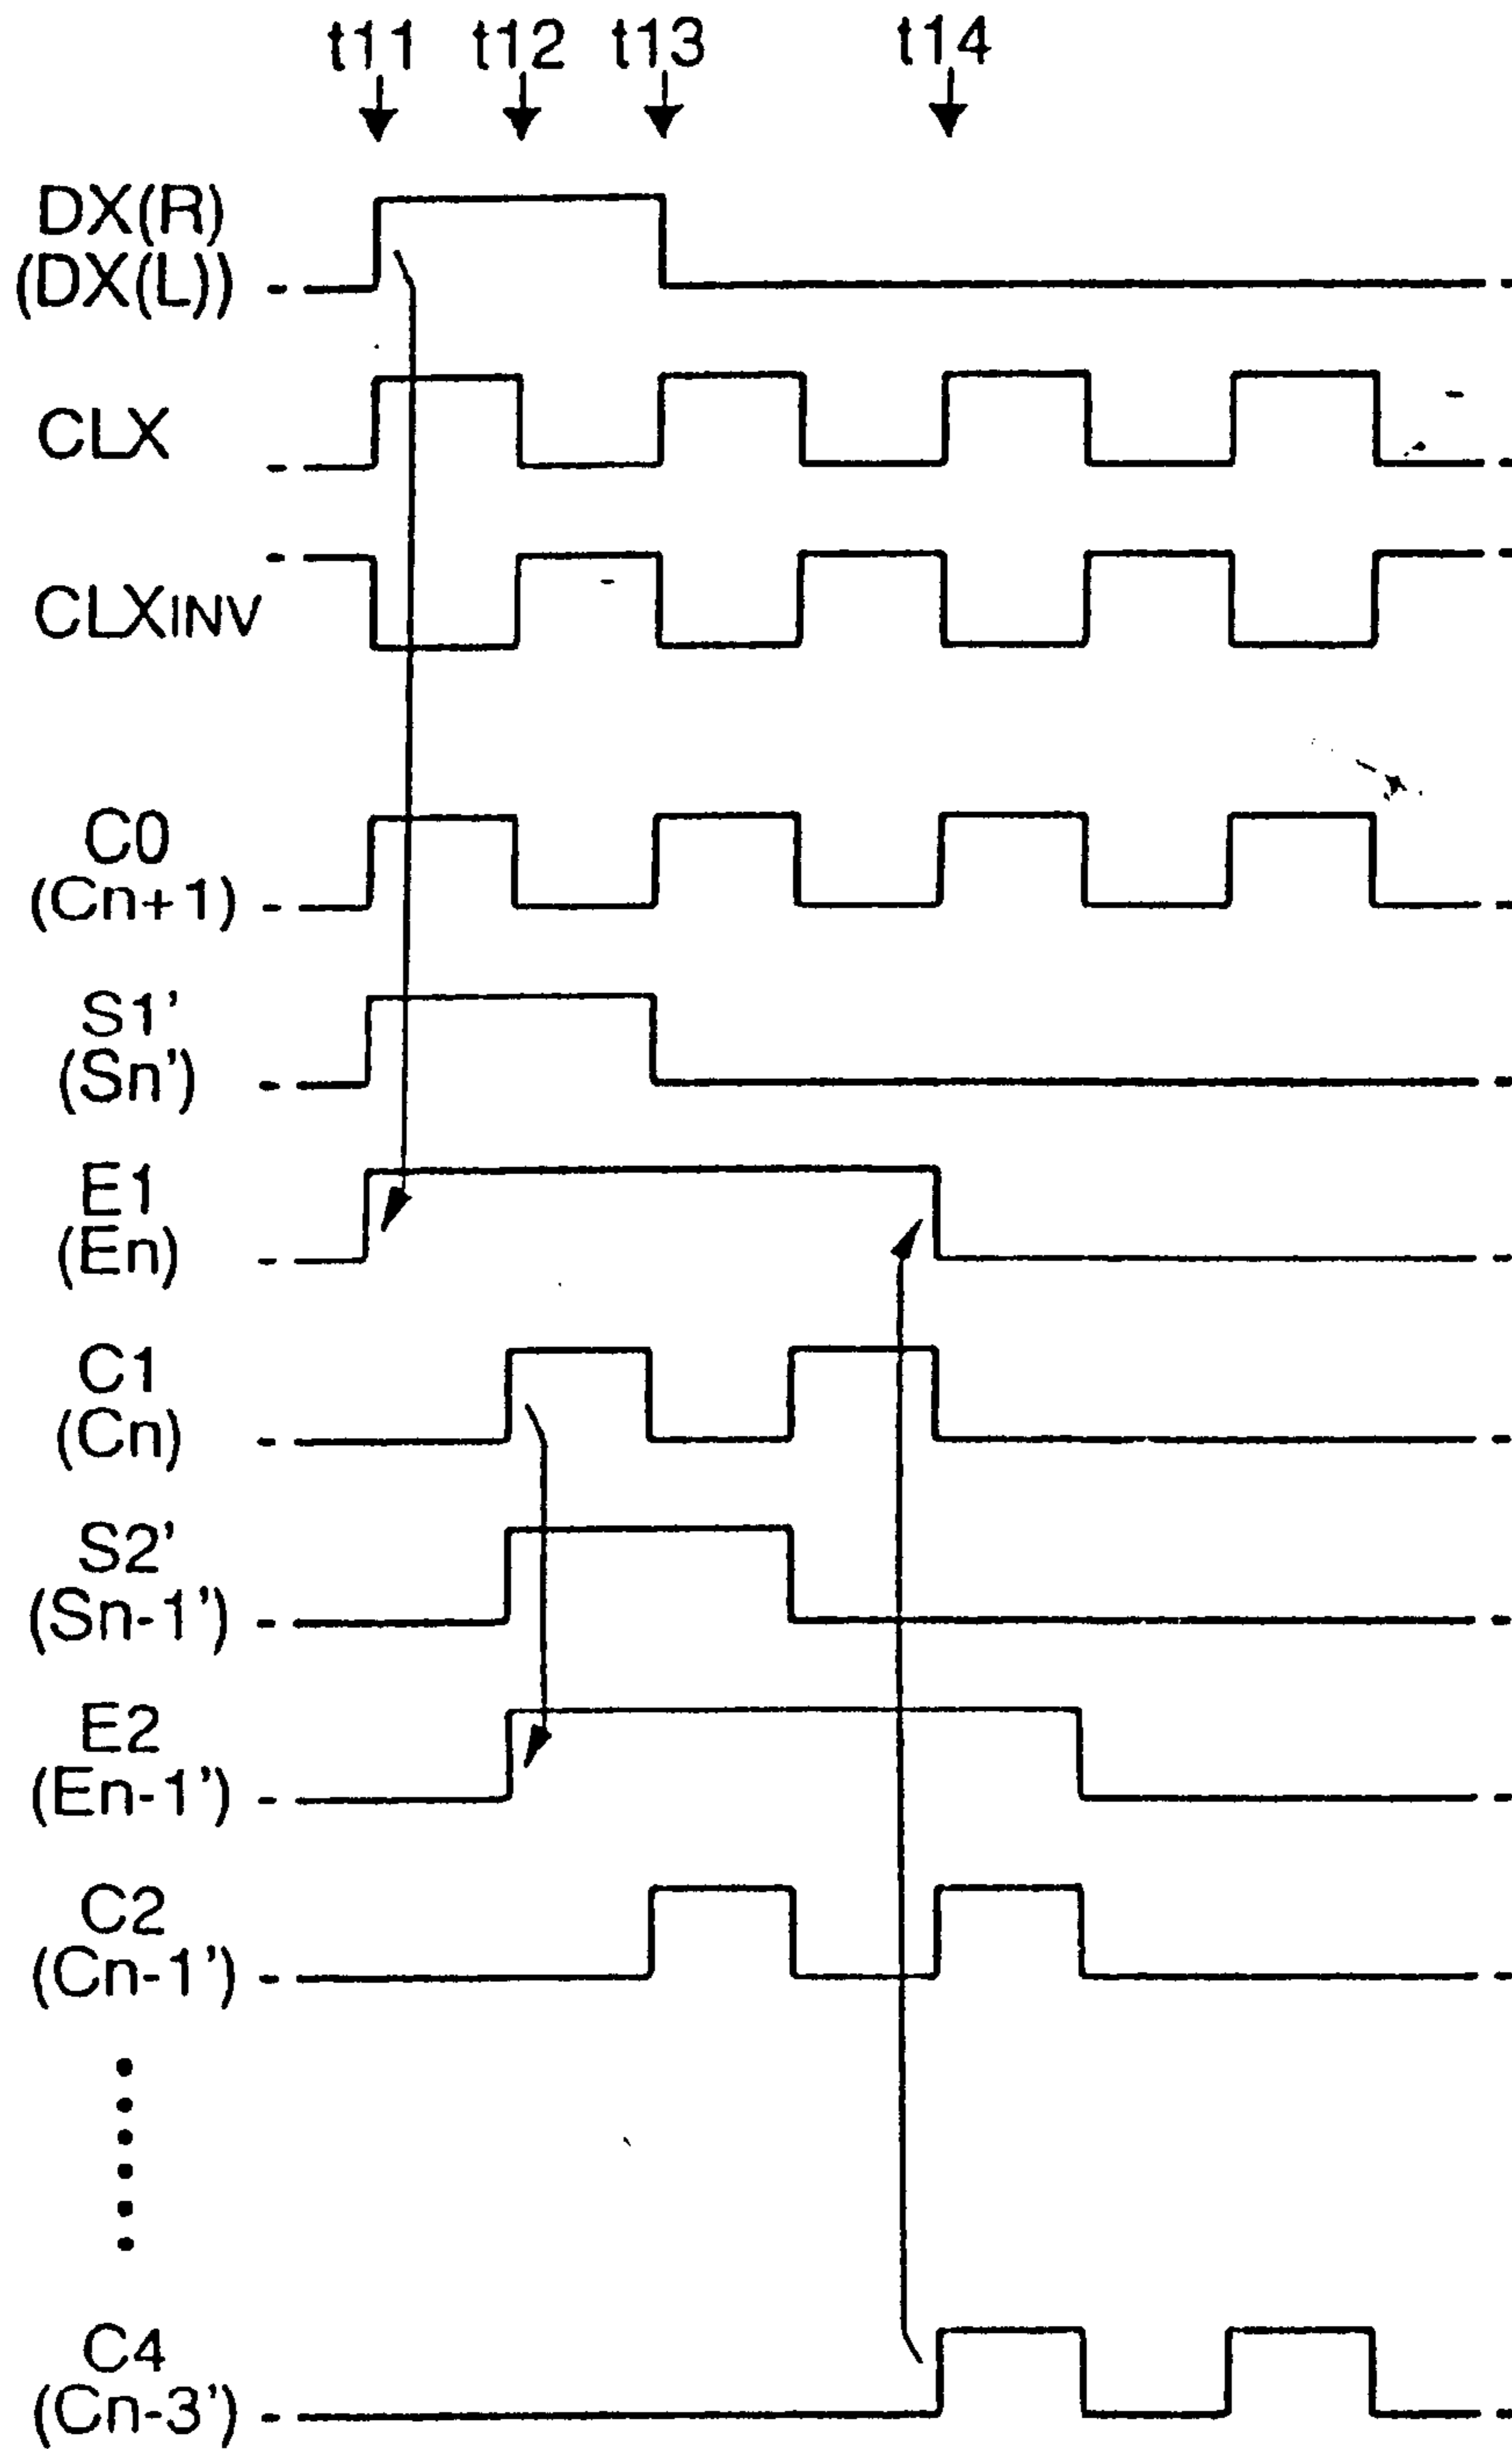 t11 t12 t13 t14
DX(R)
(DX(L))
CLX
CLXINV
C0
(Cn+1)
S1'
(Sn')
E1
(En)
C1
(Cn)
S2'
(Sn-1')
E2
(En-1')
C2
(Cn-1')
C4
(Cn-3')